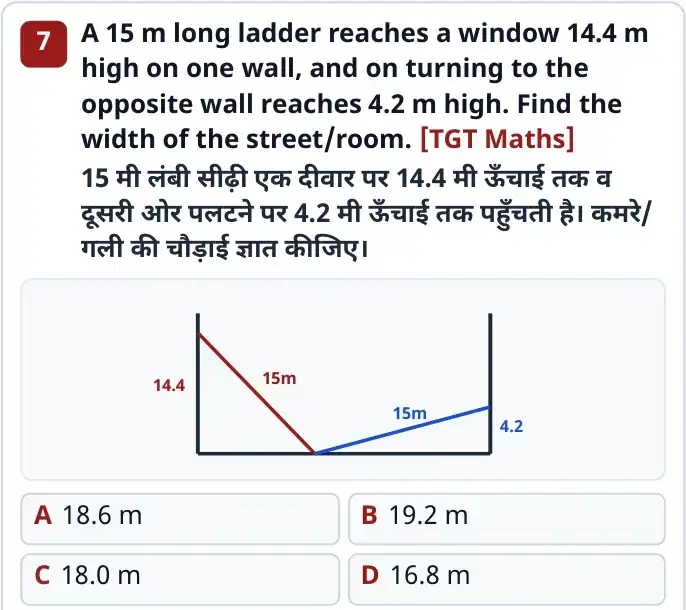 7
A 15 m long ladder reaches a window 14.4 m
high on one wall, and on turning to the
opposite wall reaches 4.2 m high. Find the
width of the street/room. [TGT Maths]
15 मी लंबी सीढ़ी एक दीवार पर 14.4 मी ऊँचाई तक व
दूसरी ओर पलटने पर 4.2 मी ऊँचाई तक पहुँचती है। कमरे/
गली की चौड़ाई ज्ञात कीजिए।
14.4
15m
15m
4.2
A 18.6 m
B 19.2 m
C 18.0 m
D 16.8 m